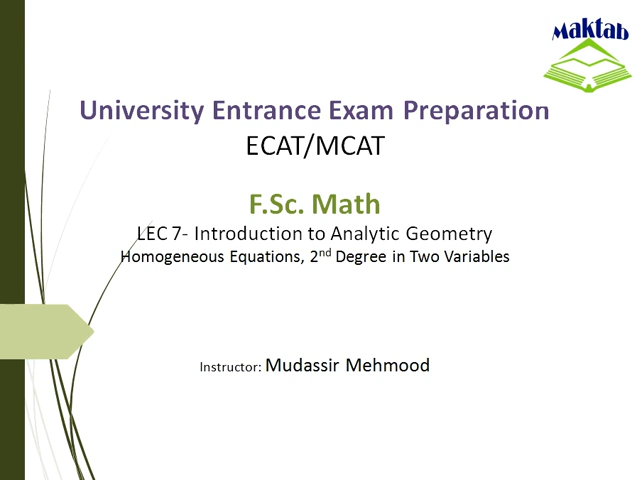 Maktab
University Entrance Exam Preparation
ECAT/MCAT
F.Sc. Math
LEC 7- Introduction to Analytic Geometry
Homogeneous Equations, 2nd Degree in Two Variables
Instructor: Mudassir Mehmood